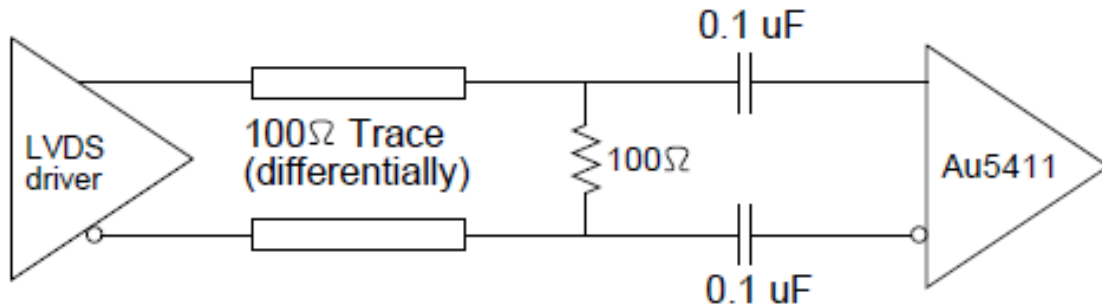 0.1 uF
LVDS
driver
100Ω Trace
(differentially)
100Ω
Au5411
0.1 uF